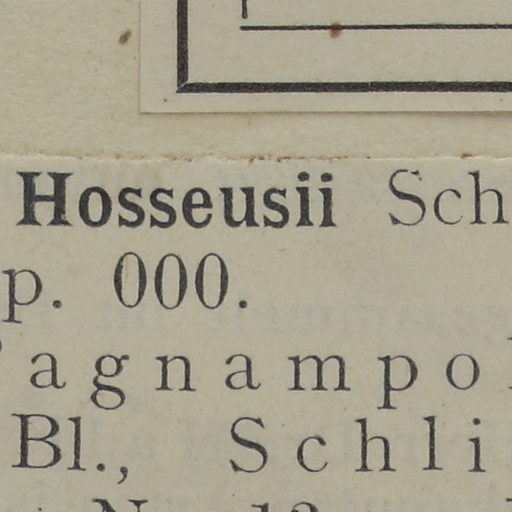 Hosseusii Sch
p. 000.
agnampo
Bl., Schli